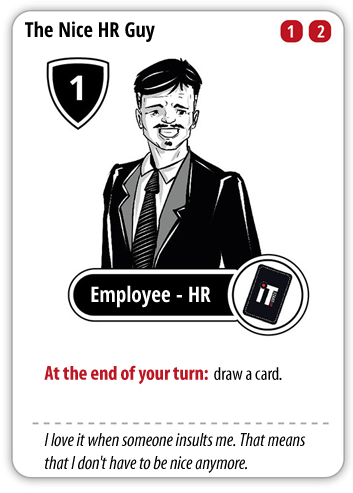 The Nice HR Guy 1 2
1
Employee - HR
iT
At the end of your turn: draw a card.
I love it when someone insults me. That means
that I don't have to be nice anymore.